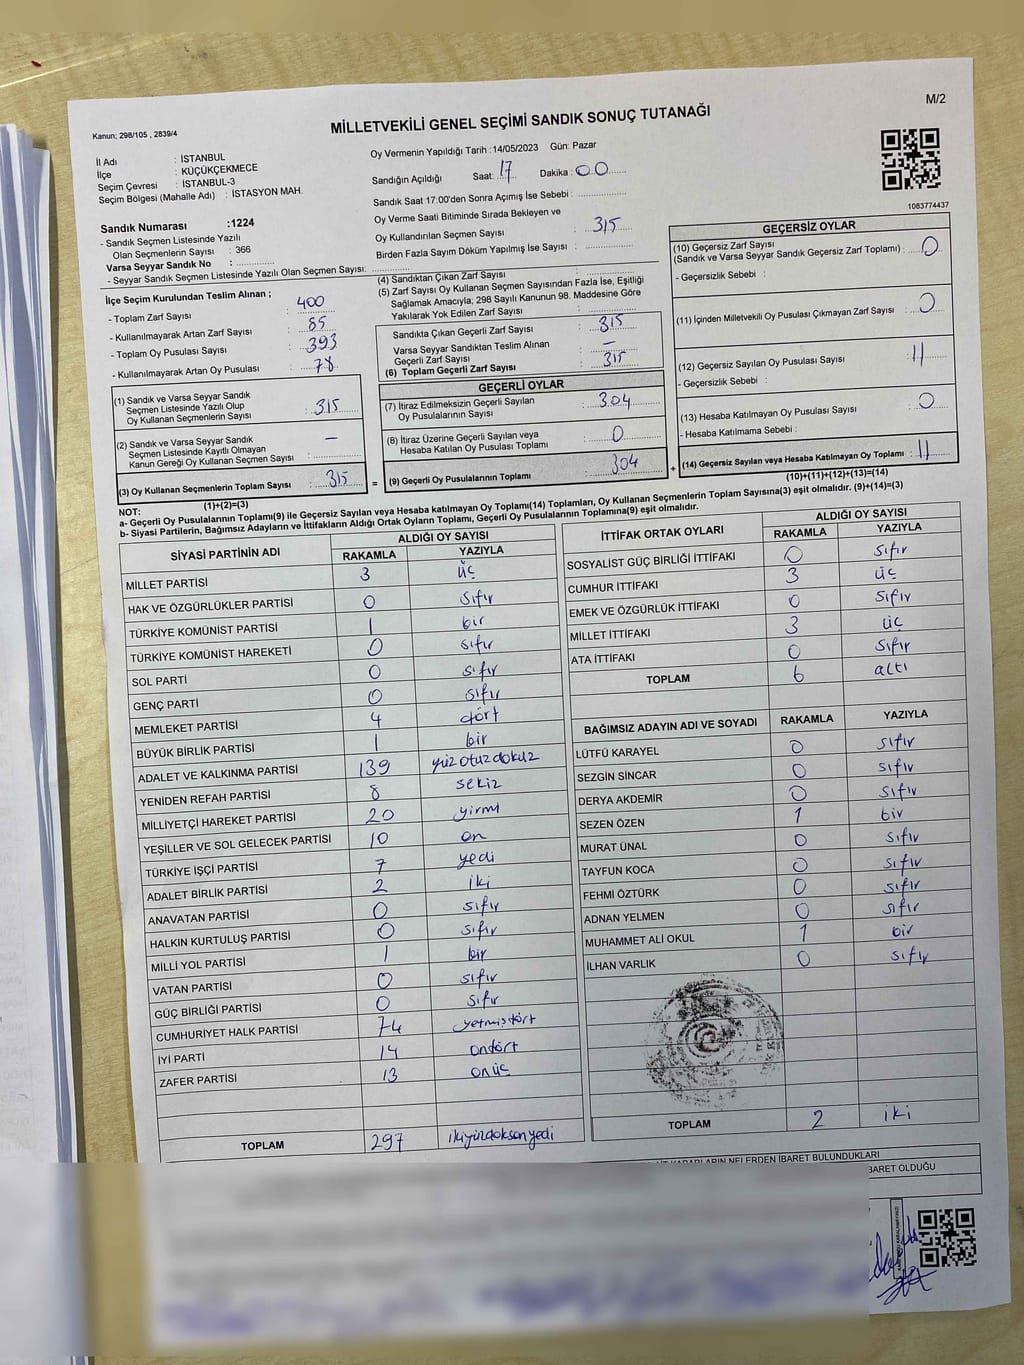 M/2
Kanun; 298/105 , 2839/4
MİLLETVEKİLİ GENEL SEÇİMİ SANDIK SONUÇ TUTANAĞI
İl Adı : İSTANBUL
İlçe : KÜÇÜKÇEKMECE
Seçim Çevresi : İSTANBUL-3
Seçim Bölgesi (Mahalle Adı) : İSTASYON MAH.
Sandık Numarası :1224
- Sandık Seçmen Listesinde Yazılı
Olan Seçmenlerin Sayısı : 366
Varsa Seyyar Sandık No :
- Seyyar Sandık Seçmen Listesinde Yazılı Olan Seçmen Sayısı:
Oy Vermenin Yapıldığı Tarih :14/05/2023 Gün: Pazar
Sandığın Açıldığı Saat: 17 Dakika: 00
Sandık Saat 17:00'den Sonra Açımış İse Sebebi :
Oy Verme Saati Bitiminde Sırada Bekleyen ve
Oy Kullandırılan Seçmen Sayısı : 315
Birden Fazla Sayım Döküm Yapılmış İse Sayısı :
1083774437
İlçe Seçim Kurulundan Teslim Alınan ;
- Toplam Zarf Sayısı : 400
- Kullanılmayarak Artan Zarf Sayısı : 85
- Toplam Oy Pusulası Sayısı : 393
- Kullanılmayarak Artan Oy Pusulası : 78
(1) Sandık ve Varsa Seyyar Sandık
Seçmen Listesinde Yazılı Olup
Oy Kullanan Seçmenlerin Sayısı : 315
(2) Sandık ve Varsa Seyyar Sandık
Seçmen Listesinde Kayıtlı Olmayan
Kanun Gereği Oy Kullanan Seçmen Sayısı : —
(3) Oy Kullanan Seçmenlerin Toplam Sayısı : 315 =
(1)+(2)=(3)
(4) Sandıktan Çıkan Zarf Sayısı :
(5) Zarf Sayısı Oy Kullanan Seçmen Sayısından Fazla İse, Eşitliği
Sağlamak Amacıyla; 298 Sayılı Kanunun 98. Maddesine Göre
Yakılarak Yok Edilen Zarf Sayısı :
Sandıkta Çıkan Geçerli Zarf Sayısı : 315
Varsa Seyyar Sandıktan Teslim Alınan
Geçerli Zarf Sayısı : —
(6) Toplam Geçerli Zarf Sayısı : 315
GEÇERLİ OYLAR
(7) İtiraz Edilmeksizin Geçerli Sayılan
Oy Pusulalarının Sayısı : 304
(8) İtiraz Üzerine Geçerli Sayılan veya
Hesaba Katılan Oy Pusulası Toplamı : 0
(9) Geçerli Oy Pusulalarının Toplamı : 304 +
GEÇERSİZ OYLAR
(10) Geçersiz Zarf Sayısı
(Sandık ve Varsa Seyyar Sandık Geçersiz Zarf Toplamı) : 0
- Geçersizlik Sebebi :
(11) İçinden Milletvekili Oy Pusulası Çıkmayan Zarf Sayısı : 0
(12) Geçersiz Sayılan Oy Pusulası Sayısı : 11
- Geçersizlik Sebebi :
(13) Hesaba Katılmayan Oy Pusulası Sayısı : 0
- Hesaba Katılmama Sebebi :
(14) Geçersiz Sayılan veya Hesaba Katılmayan Oy Toplamı : 11
(10)+(11)+(12)+(13)=(14)
NOT:
a- Geçerli Oy Pusulalarının Toplamı(9) ile Geçersiz Sayılan veya Hesaba katılmayan Oy Toplamı(14) Toplamları, Oy Kullanan Seçmenlerin Toplam Sayısına(3) eşit olmalıdır. (9)+(14)=(3)
b- Siyasi Partilerin, Bağımsız Adayların ve İttifakların Aldığı Ortak Oyların Toplamı, Geçerli Oy Pusulalarının Toplamına(9) eşit olmalıdır.
SİYASİ PARTİNİN ADI ALDIĞI OY SAYISI
RAKAMLA YAZIYLA
MİLLET PARTİSİ 3 üç
HAK VE ÖZGÜRLÜKLER PARTİSİ 0 sıfır
TÜRKİYE KOMÜNİST PARTİSİ 1 bir
TÜRKİYE KOMÜNİST HAREKETİ 0 sıfır
SOL PARTİ 0 sıfır
GENÇ PARTİ 0 sıfır
MEMLEKET PARTİSİ 4 dört
BÜYÜK BİRLİK PARTİSİ 1 bir
ADALET VE KALKINMA PARTİSİ 139 yüzotuzdokuz
YENİDEN REFAH PARTİSİ 8 sekiz
MİLLİYETÇİ HAREKET PARTİSİ 20 yirmi
YEŞİLLER VE SOL GELECEK PARTİSİ 10 on
TÜRKİYE İŞÇİ PARTİSİ 7 yedi
ADALET BİRLİK PARTİSİ 2 iki
ANAVATAN PARTİSİ 0 sıfır
HALKIN KURTULUŞ PARTİSİ 0 sıfır
MİLLİ YOL PARTİSİ 1 bir
VATAN PARTİSİ 0 sıfır
GÜÇ BİRLİĞİ PARTİSİ 0 sıfır
CUMHURİYET HALK PARTİSİ 74 yetmişdört
İYİ PARTİ 14 ondört
ZAFER PARTİSİ 13 onüç
TOPLAM 297 ikiyüzdoksanyedi
İTTİFAK ORTAK OYLARI ALDIĞI OY SAYISI
RAKAMLA YAZIYLA
SOSYALİST GÜÇ BİRLİĞİ İTTİFAKI 0 sıfır
CUMHUR İTTİFAKI 3 üç
EMEK VE ÖZGÜRLÜK İTTİFAKI 0 sıfır
MİLLET İTTİFAKI 3 üç
ATA İTTİFAKI 0 sıfır
TOPLAM 6 altı
BAĞIMSIZ ADAYIN ADI VE SOYADI RAKAMLA YAZIYLA
LÜTFÜ KARAYEL 0 sıfır
SEZGİN SİNCAR 0 sıfır
DERYA AKDEMİR 0 sıfır
SEZEN ÖZEN 1 bir
MURAT ÜNAL 0 sıfır
TAYFUN KOCA 0 sıfır
FEHMİ ÖZTÜRK 0 sıfır
ADNAN YELMEN 0 sıfır
MUHAMMET ALİ OKUL 1 bir
İLHAN VARLIK 0 sıfır
TOPLAM 2 iki
KARARLARIN NELERDEN İBARET BULUNDUKLARI
BARET OLDUĞU